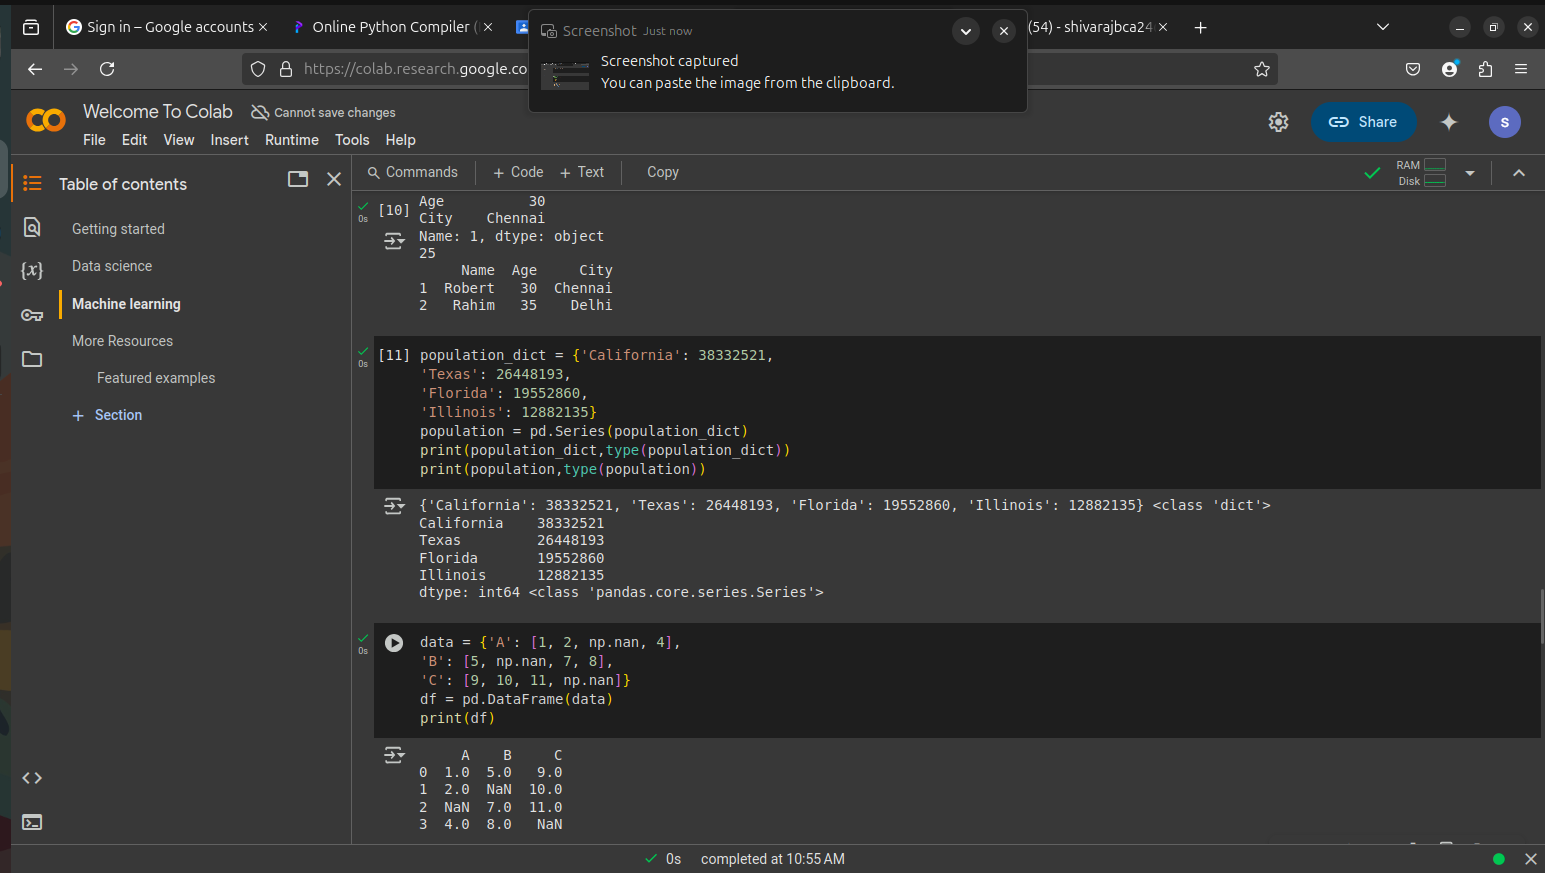 Sign in – Google accounts
Online Python Compiler (
(54) - shivarajbca24
Screenshot Just now
Screenshot captured
You can paste the image from the clipboard.
https://colab.research.google.co
Welcome To Colab
Cannot save changes
File Edit View Insert Runtime Tools Help
Share
S
Table of contents
Getting started
Data science
Machine learning
More Resources
Featured examples
+ Section
Commands + Code + Text Copy
RAM
Disk
0s
[10]
Age 30
City Chennai
Name: 1, dtype: object
25
Name Age City
1 Robert 30 Chennai
2 Rahim 35 Delhi
0s
[11] population_dict = {'California': 38332521,
'Texas': 26448193,
'Florida': 19552860,
'Illinois': 12882135}
population = pd.Series(population_dict)
print(population_dict,type(population_dict))
print(population,type(population))
{'California': 38332521, 'Texas': 26448193, 'Florida': 19552860, 'Illinois': 12882135} <class 'dict'>
California 38332521
Texas 26448193
Florida 19552860
Illinois 12882135
dtype: int64 <class 'pandas.core.series.Series'>
0s
data = {'A': [1, 2, np.nan, 4],
'B': [5, np.nan, 7, 8],
'C': [9, 10, 11, np.nan]}
df = pd.DataFrame(data)
print(df)
A B C
0 1.0 5.0 9.0
1 2.0 NaN 10.0
2 NaN 7.0 11.0
3 4.0 8.0 NaN
0s completed at 10:55 AM